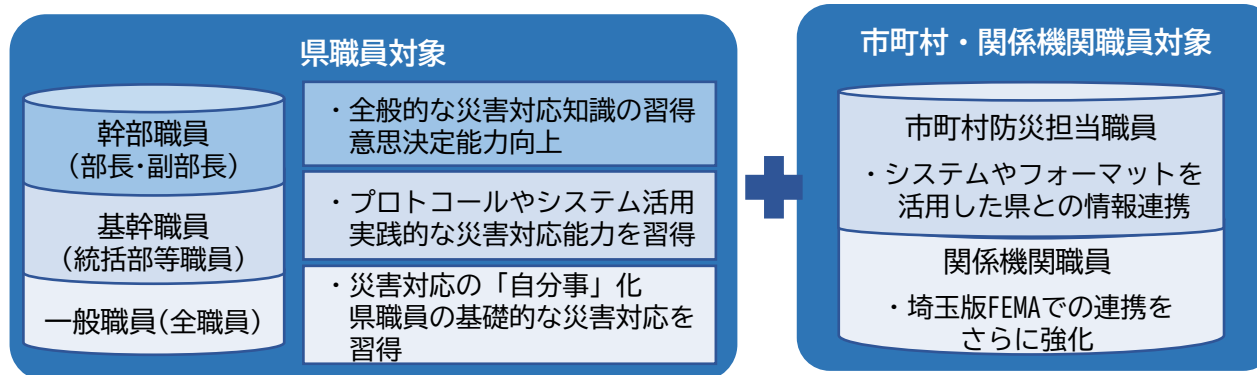 県職員対象
幹部職員
(部長･副部長)
・全般的な災害対応知識の習得
意思決定能力向上
基幹職員
(統括部等職員)
・プロトコールやシステム活用
実践的な災害対応能力を習得
一般職員(全職員)
・災害対応の「自分事」化
県職員の基礎的な災害対応を
習得
市町村・関係機関職員対象
市町村防災担当職員
・システムやフォーマットを
活用した県との情報連携
関係機関職員
・埼玉版FEMAでの連携を
さらに強化